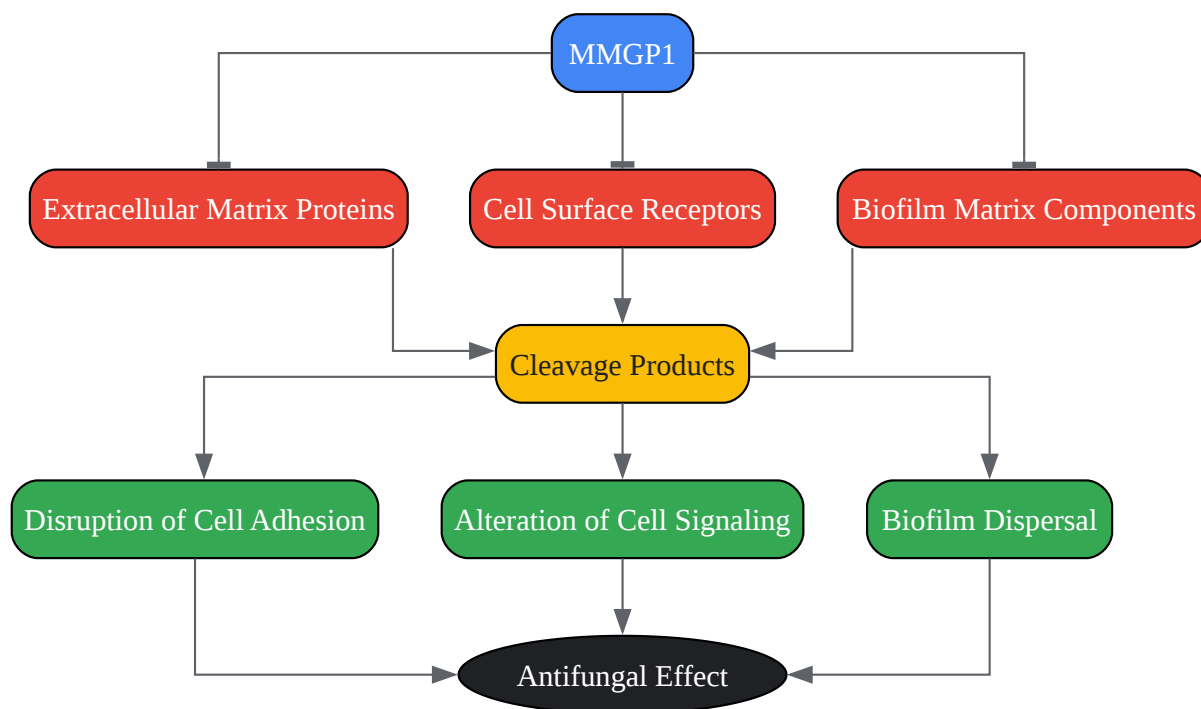 MMGP1
Extracellular Matrix Proteins
Cell Surface Receptors
Biofilm Matrix Components
Cleavage Products
Disruption of Cell Adhesion
Alteration of Cell Signaling
Biofilm Dispersal
Antifungal Effect